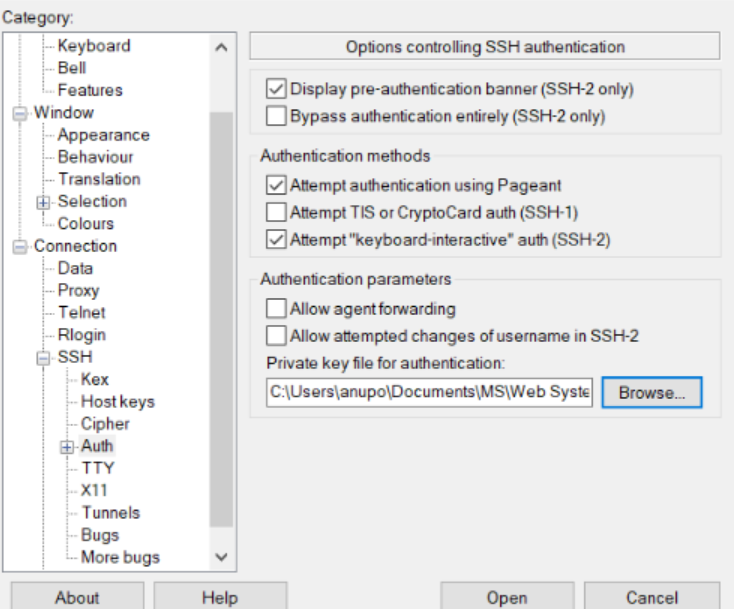 Category:
Keyboard
Bell
Features
Window
Appearance
Behaviour
Translation
Selection
Colours
Connection
Data
Proxy
Telnet
Rlogin
SSH
Kex
Host keys
Cipher
Auth
TTY
X11
Tunnels
Bugs
More bugs
Options controlling SSH authentication
Display pre-authentication banner (SSH-2 only)
Bypass authentication entirely (SSH-2 only)
Authentication methods
Attempt authentication using Pageant
Attempt TIS or CryptoCard auth (SSH-1)
Attempt "keyboard-interactive" auth (SSH-2)
Authentication parameters
Allow agent forwarding
Allow attempted changes of username in SSH-2
Private key file for authentication:
C:\Users\anupo\Documents\MS\Web Syste
Browse...
About
Help
Open
Cancel